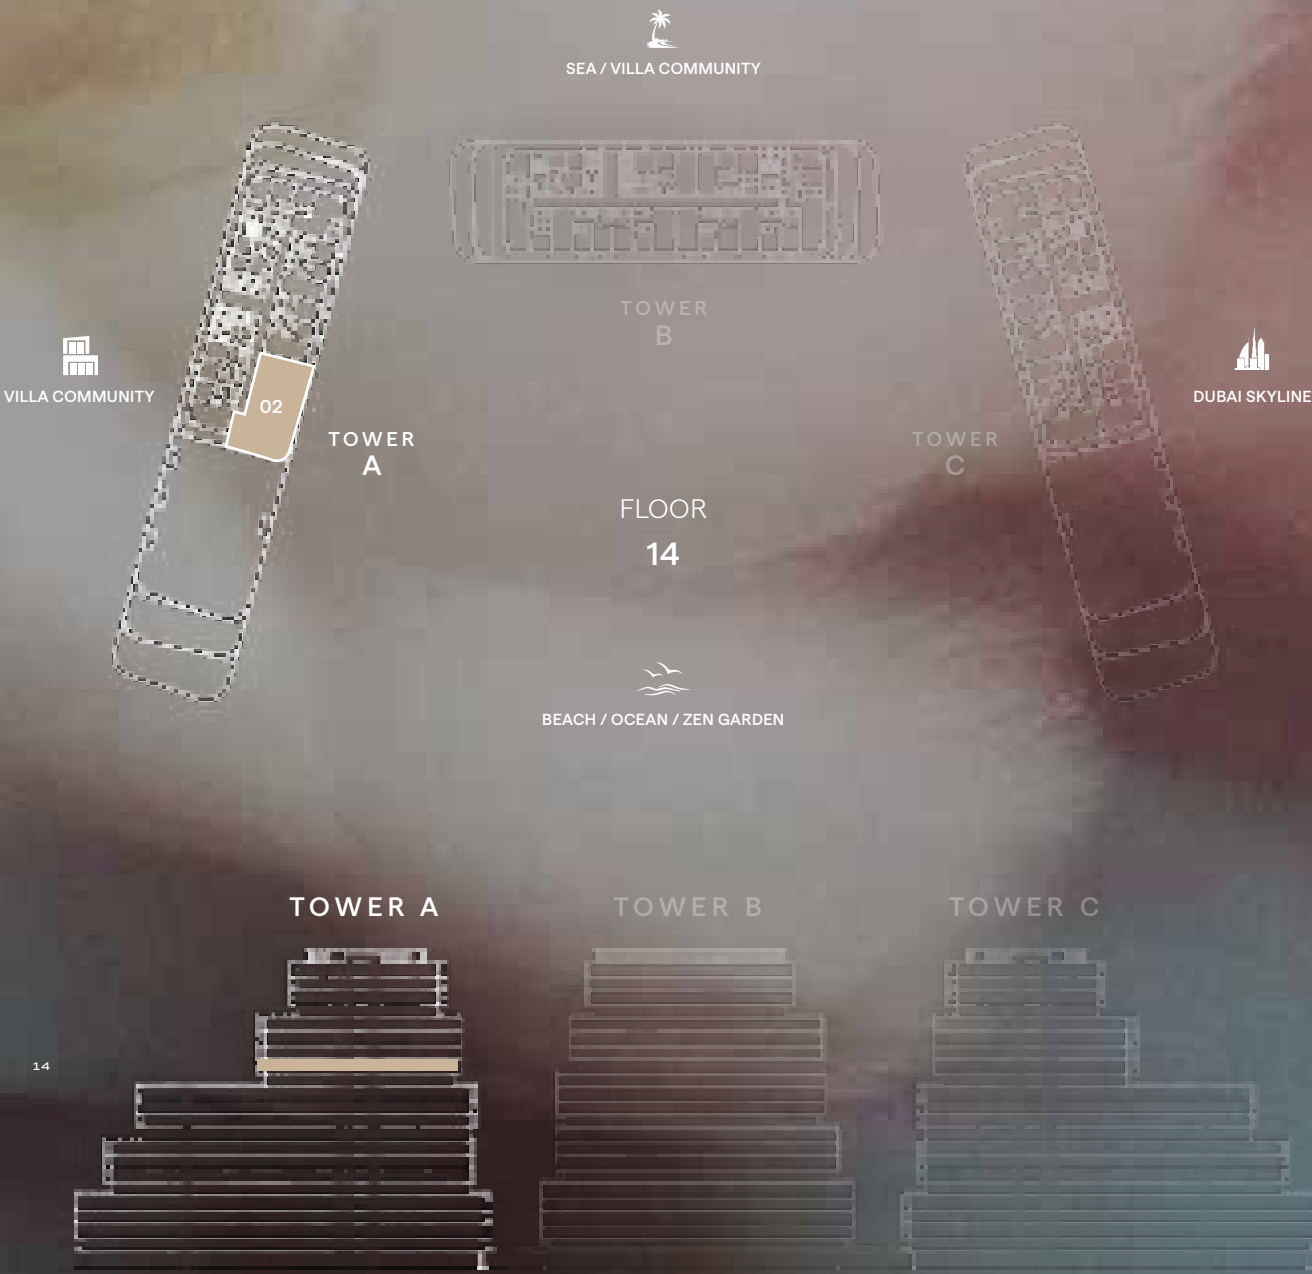 SEA / VILLA COMMUNITY
TOWER
B
VILLA COMMUNITY
DUBAI SKYLINE
02
TOWER
A
TOWER
C
FLOOR
14
BEACH / OCEAN / ZEN GARDEN
TOWER A
TOWER B
TOWER C
14